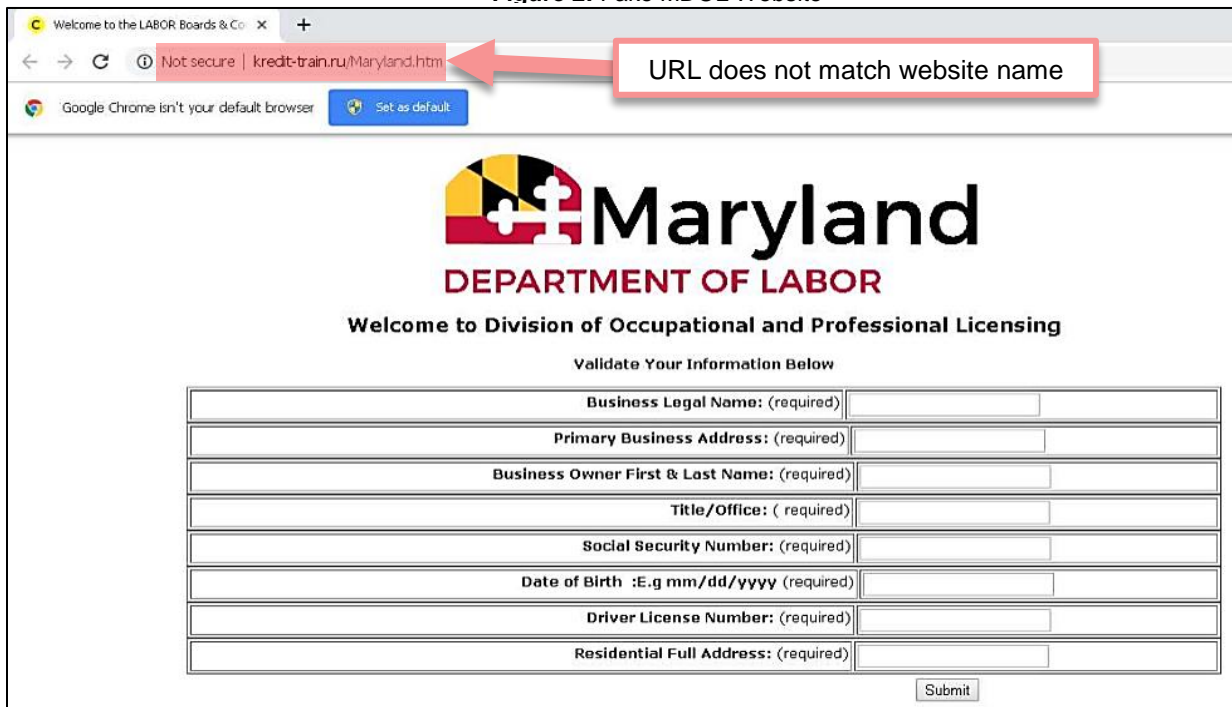 C Welcome to the LABOR Boards & Co × +
Not secure | kredit-train.ru/Maryland.htm
URL does not match website name
Google Chrome isn't your default browser Set as default
Maryland
DEPARTMENT OF LABOR
Welcome to Division of Occupational and Professional Licensing
Validate Your Information Below
Business Legal Name: (required)
Primary Business Address: (required)
Business Owner First & Last Name: (required)
Title/Office: ( required)
Social Security Number: (required)
Date of Birth :E.g mm/dd/yyyy (required)
Driver License Number: (required)
Residential Full Address: (required)
Submit